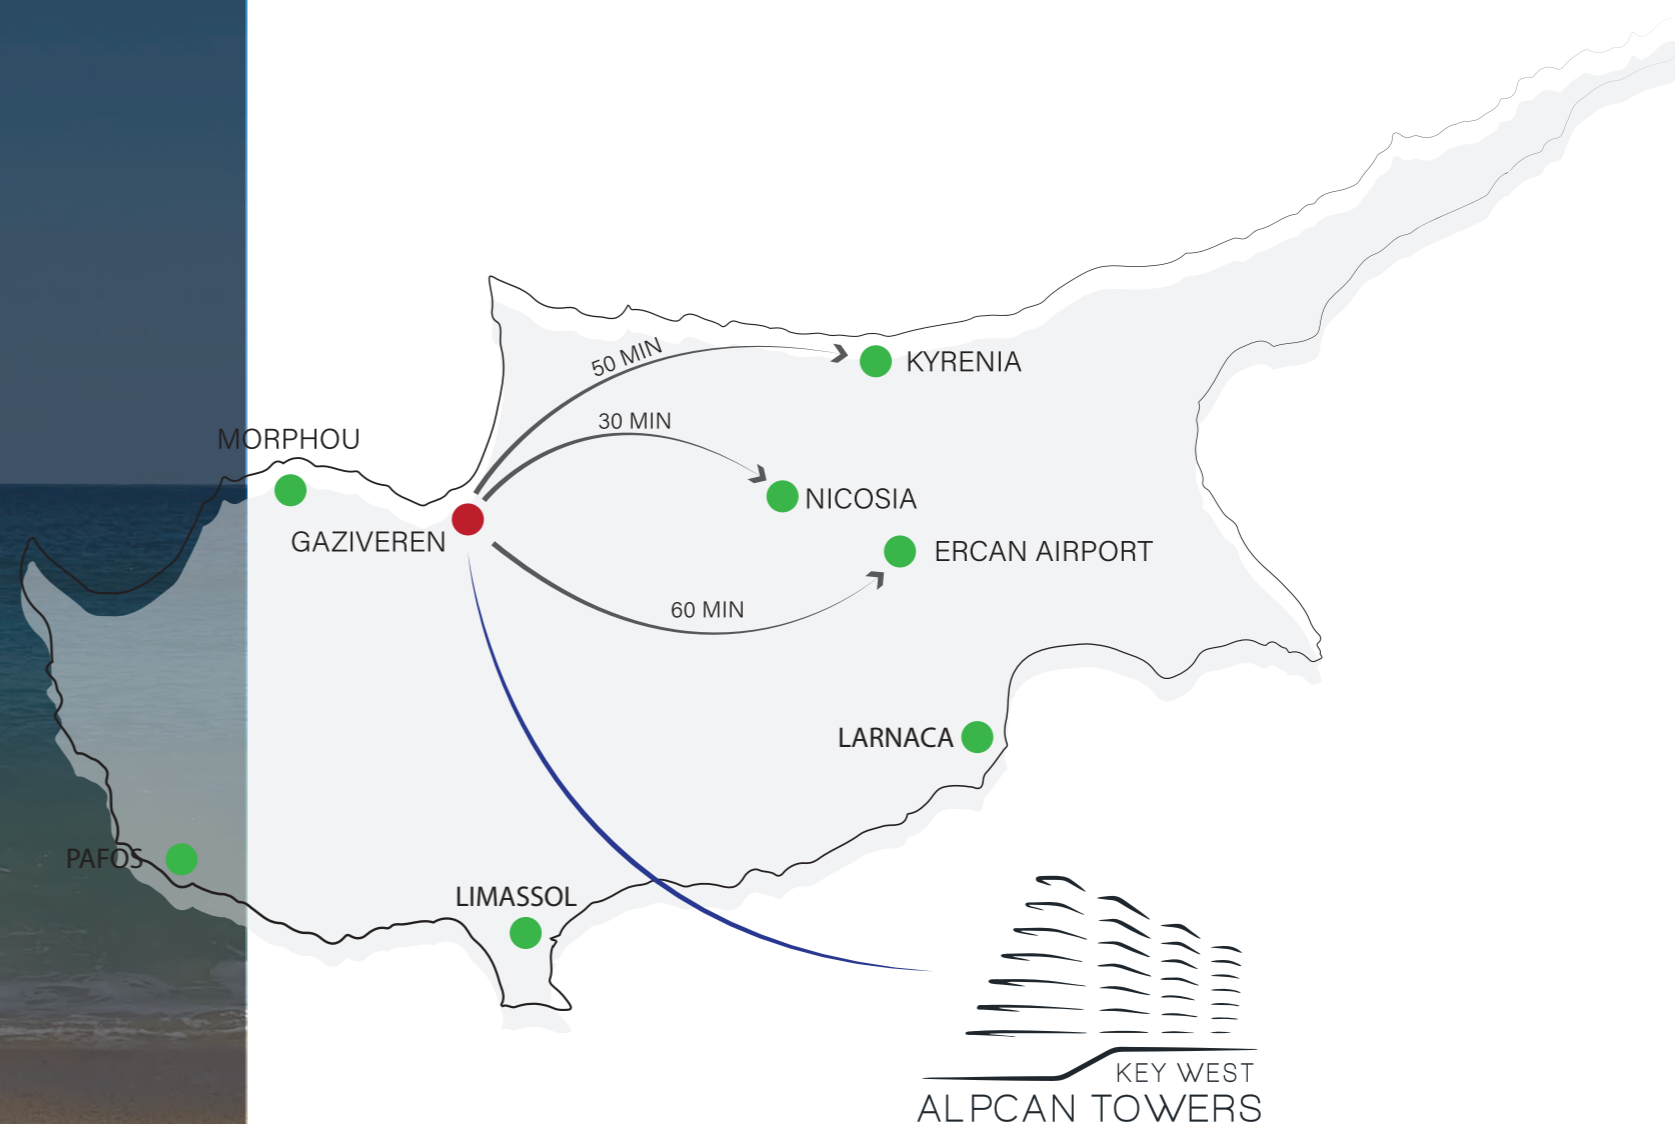 50 MIN
KYRENIA
30 MIN
MORPHOU
NICOSIA
GAZIVEREN
ERCAN AIRPORT
60 MIN
LARNACA
PAFOS
LIMASSOL
KEY WEST
ALPCAN TOWERS